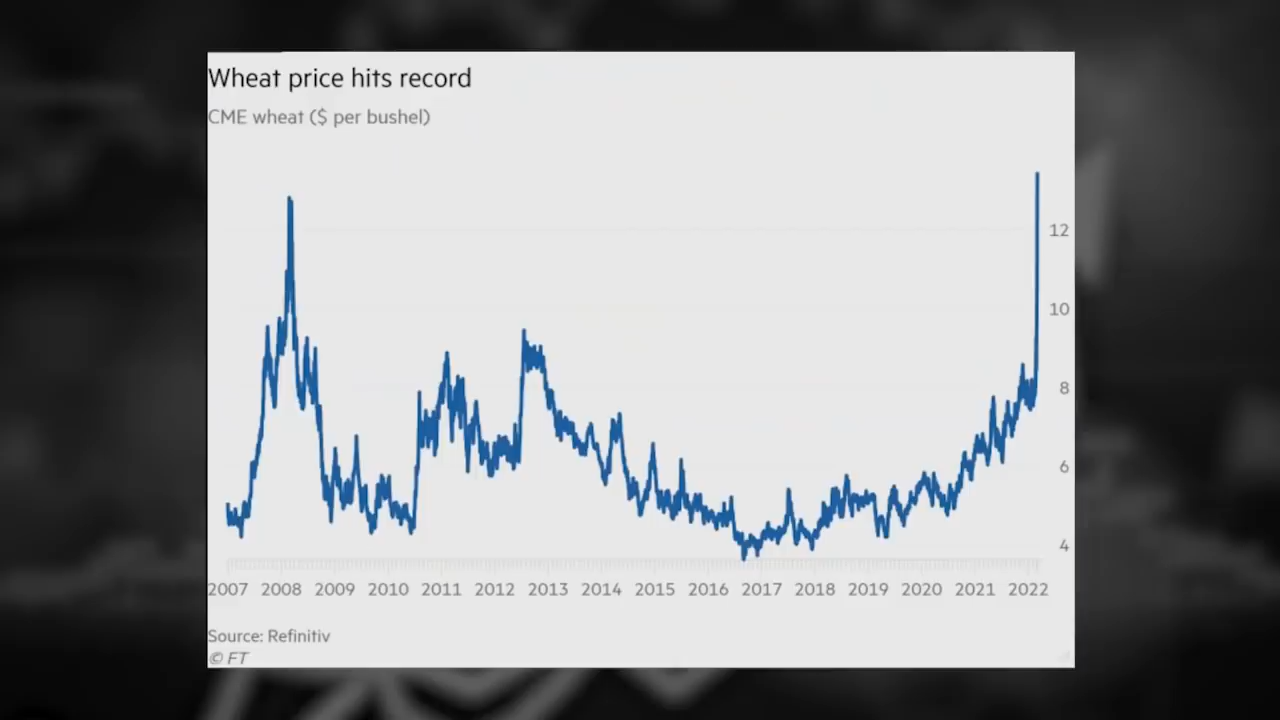 Wheat price hits record
CME wheat ($ per bushel)
12
10
8
6
4
2007 2008 2009 2010 2011 2012 2013 2014 2015 2016 2017 2018 2019 2020 2021 2022
Source: Refinitiv
© FT